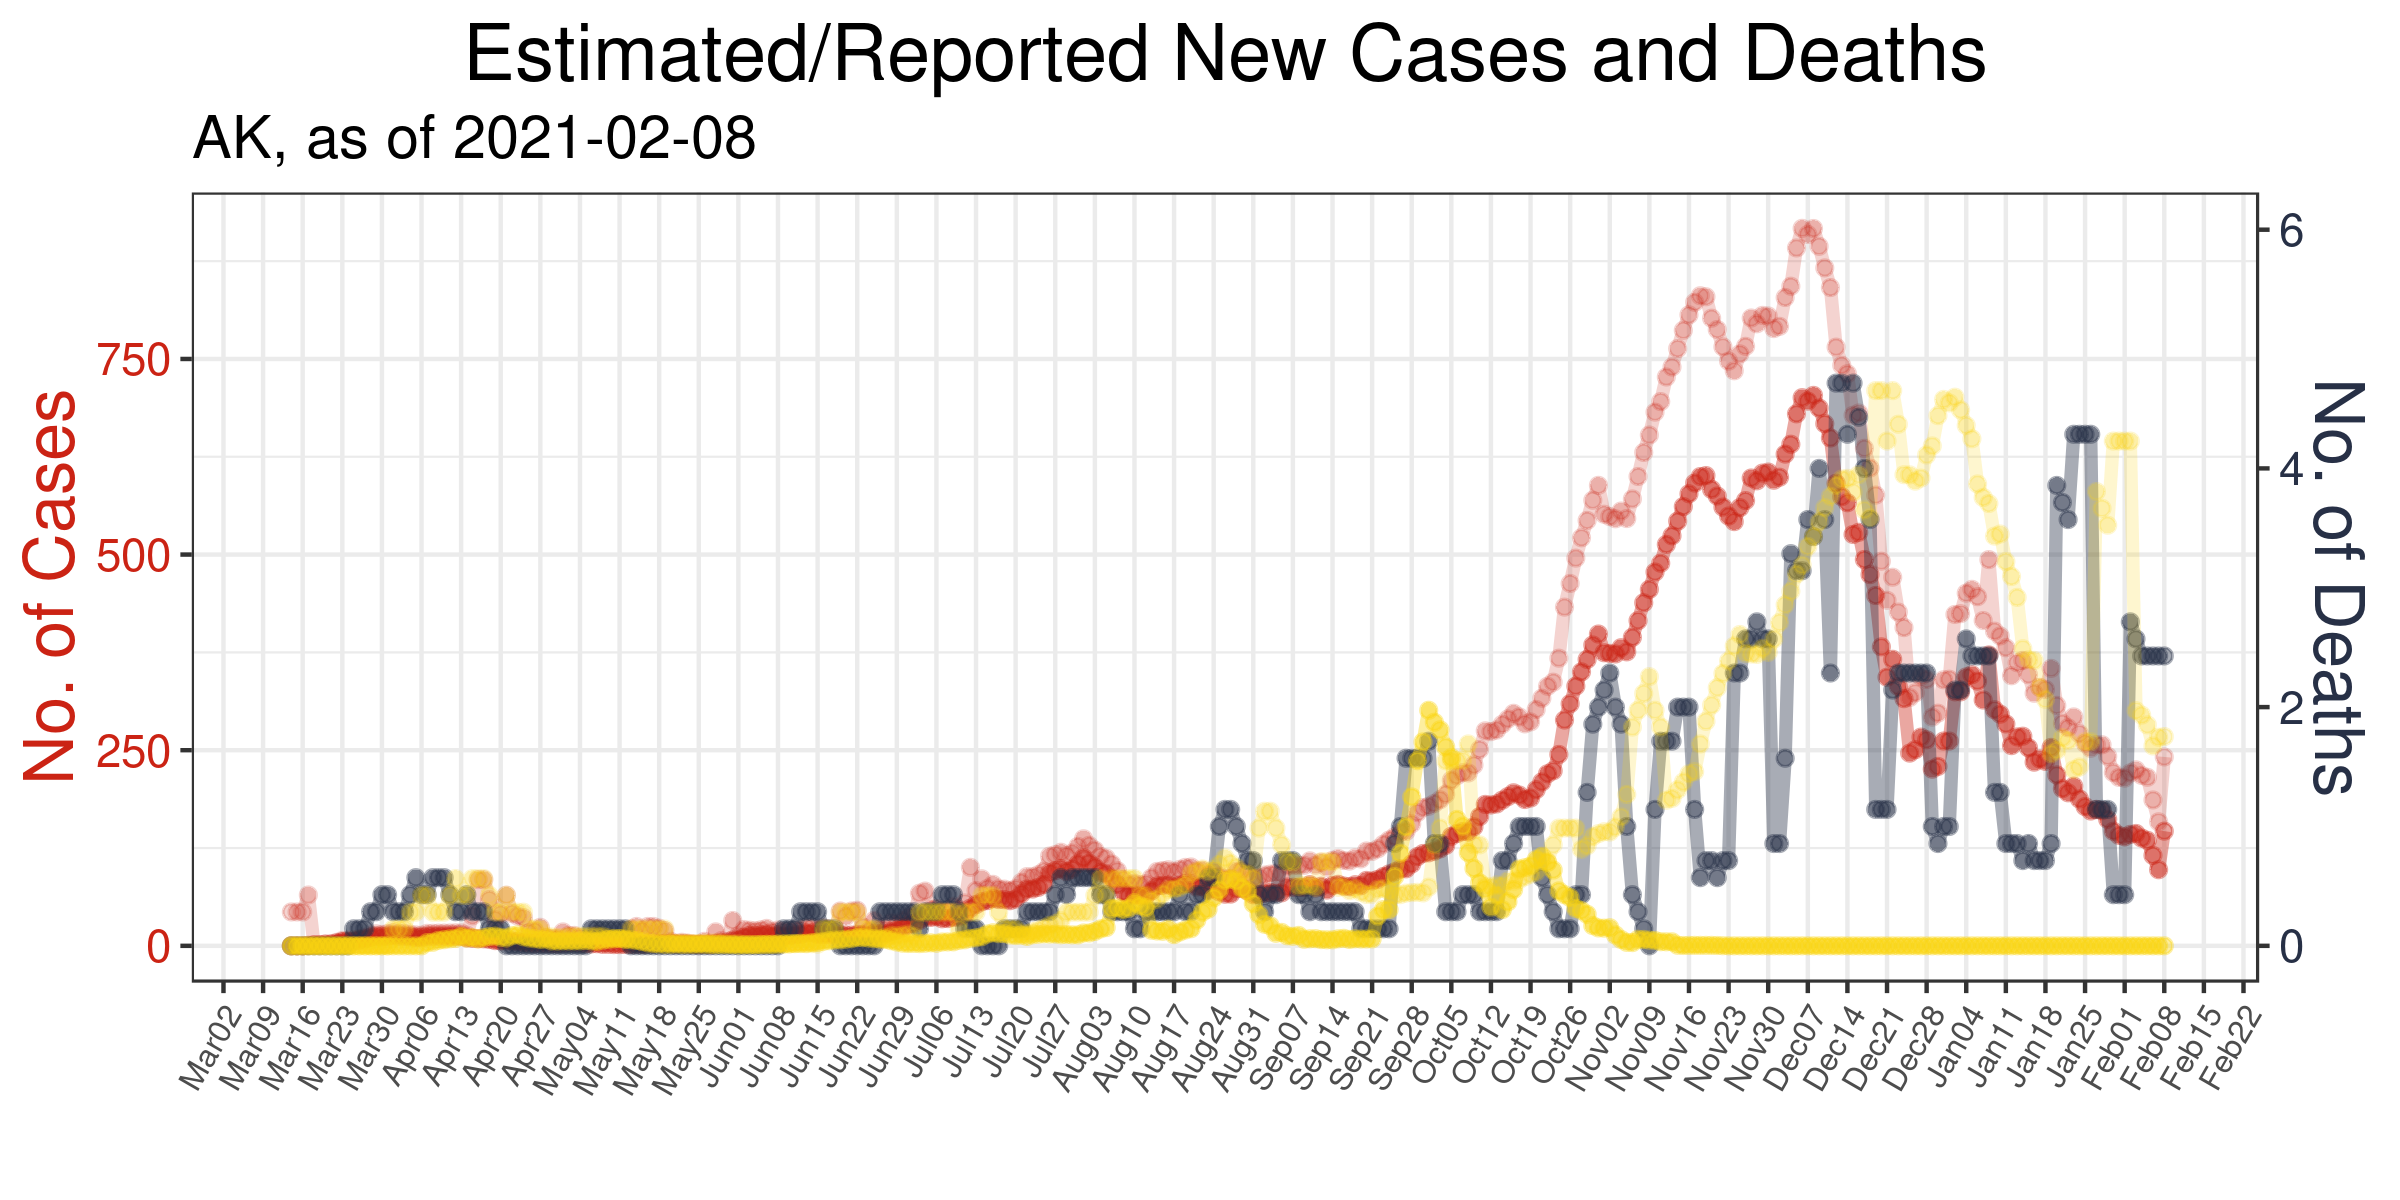 Estimated/Reported New Cases and Deaths
AK, as of 2021-02-08
No. of Cases
750
500
250
0
6
4
2
0
No. of Deaths
Mar02 Mar09 Mar16 Mar23 Mar30 Apr06 Apr13 Apr20 Apr27 May04 May11 May18 May25 Jun01 Jun08 Jun15 Jun22 Jun29 Jul06 Jul13 Jul20 Jul27 Aug03 Aug10 Aug17 Aug24 Aug31 Sep07 Sep14 Sep21 Sep28 Oct05 Oct12 Oct19 Oct26 Nov02 Nov09 Nov16 Nov23 Nov30 Nov07 Dec14 Dec21 Dec28 Dec04 Jan11 Jan18 Jan18 Jan25 Feb01 Feb08 Feb15 Feb22